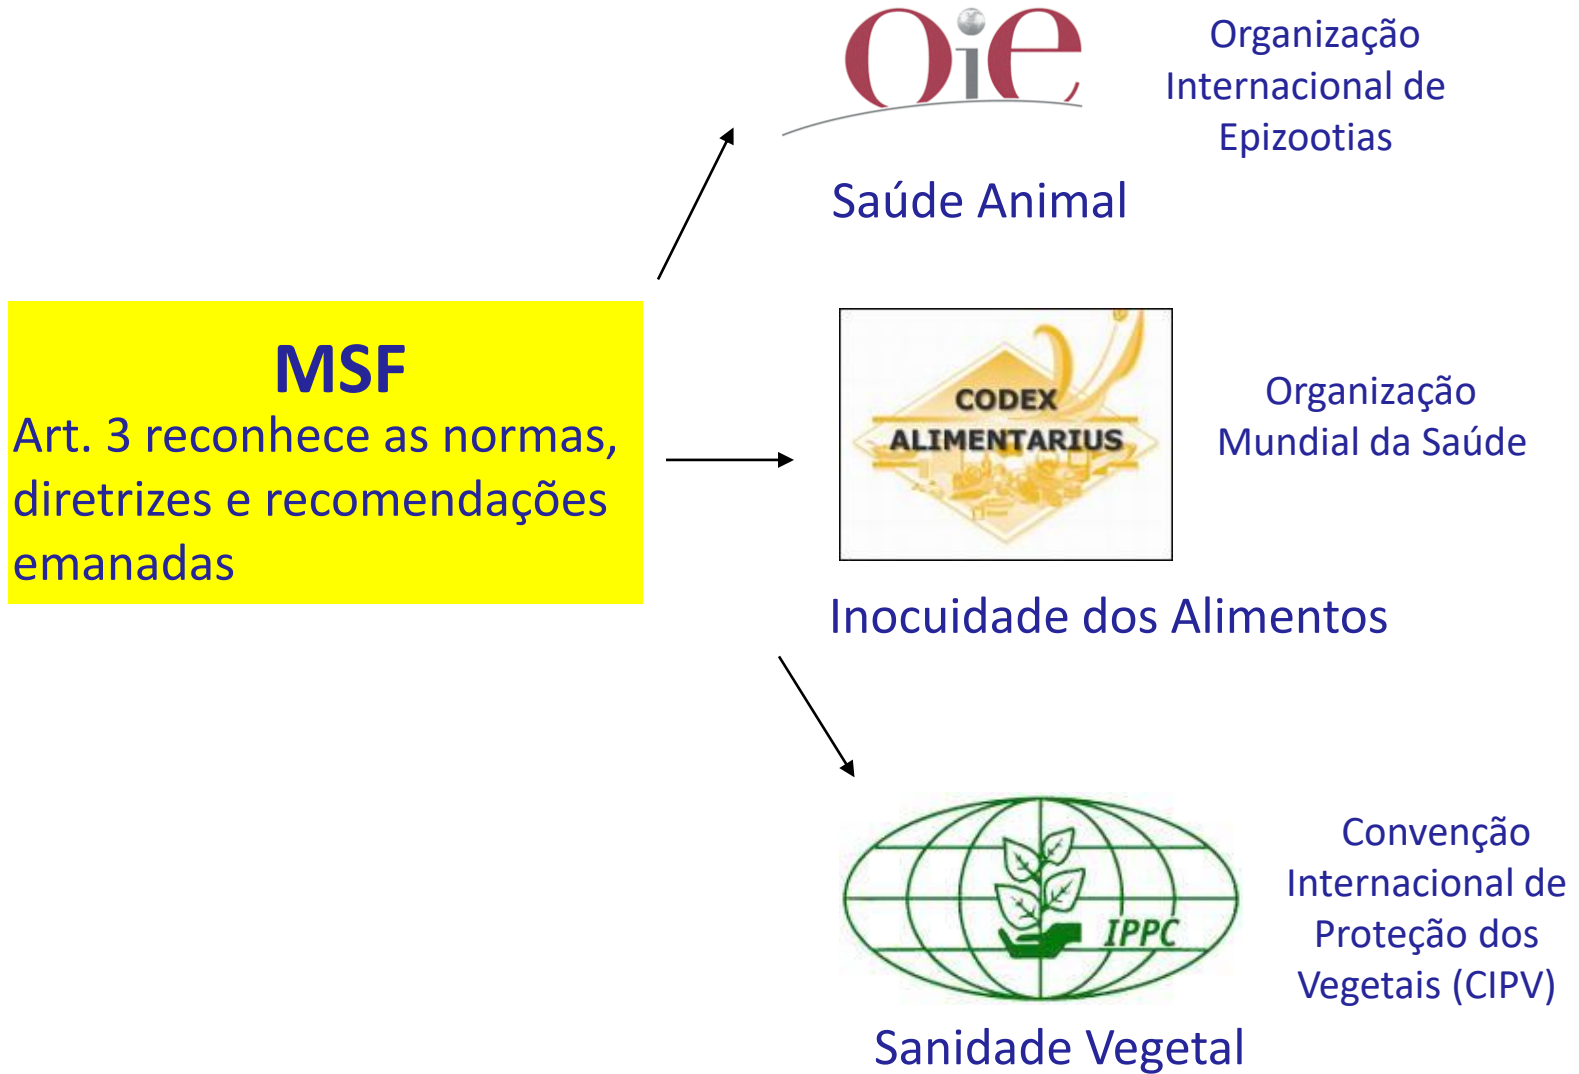 MSF
Art. 3 reconhece as normas,
diretrizes e recomendações
emanadas
Oie
Organização
Internacional de
Epizootias
Saúde Animal
CODEX
ALIMENTARIUS
Organização
Mundial da Saúde
Inocuidade dos Alimentos
IPPC
Convenção
Internacional de
Proteção dos
Vegetais (CIPV)
Sanidade Vegetal